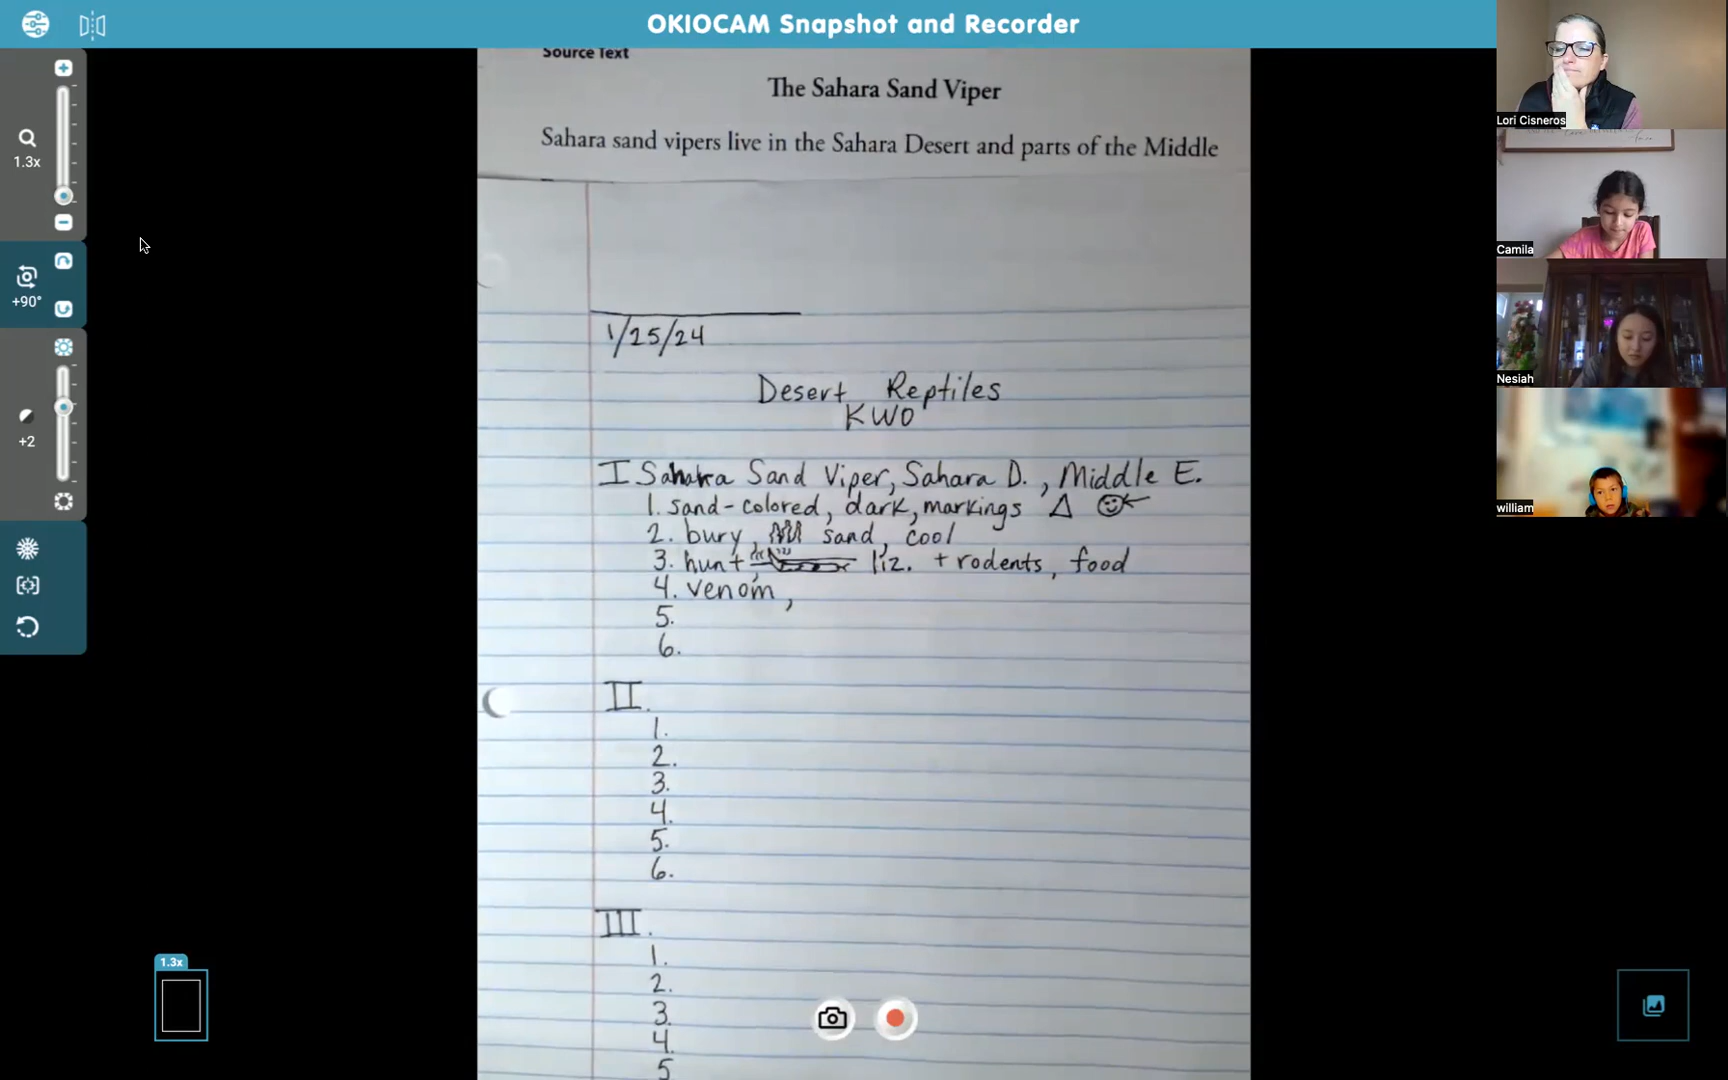 OKIOCAM Snapshot and Recorder
1.3x
+90°
+2
1.3x
Source Text
The Sahara Sand Viper
Sahara sand vipers live in the Sahara Desert and parts of the Middle
1/25/24
Desert Reptiles
KWO
I Sahara Sand Viper, Sahara D., Middle E.
1. sand-colored, dark, markings
2. bury, sand, cool
3. hunt, liz. + rodents, food
4. venom,
5.
6.
II.
1.
2.
3.
4.
5.
6.
III.
1.
2.
3.
4.
5
Lori Cisneros
Camila
Nesiah
william